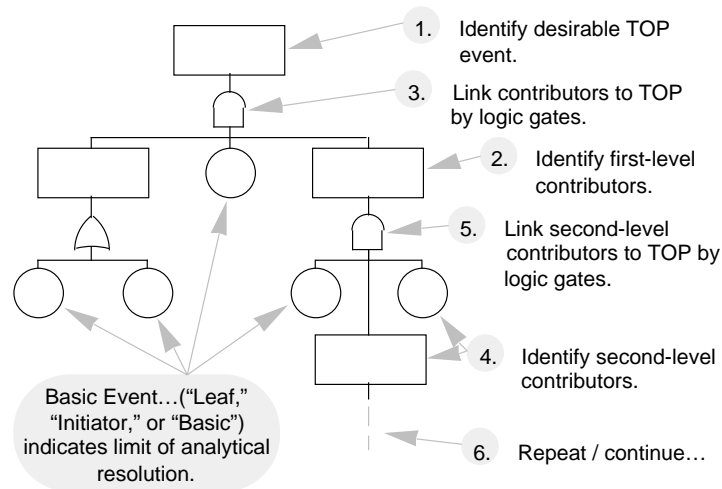 1. Identify desirable TOP
event.
3. Link contributors to TOP
by logic gates.
2. Identify first-level
contributors.
5. Link second-level
contributors to TOP by
logic gates.
4. Identify second-level
contributors.
Basic Event…(“Leaf,”
“Initiator,” or “Basic”)
indicates limit of analytical
resolution.
6. Repeat / continue…